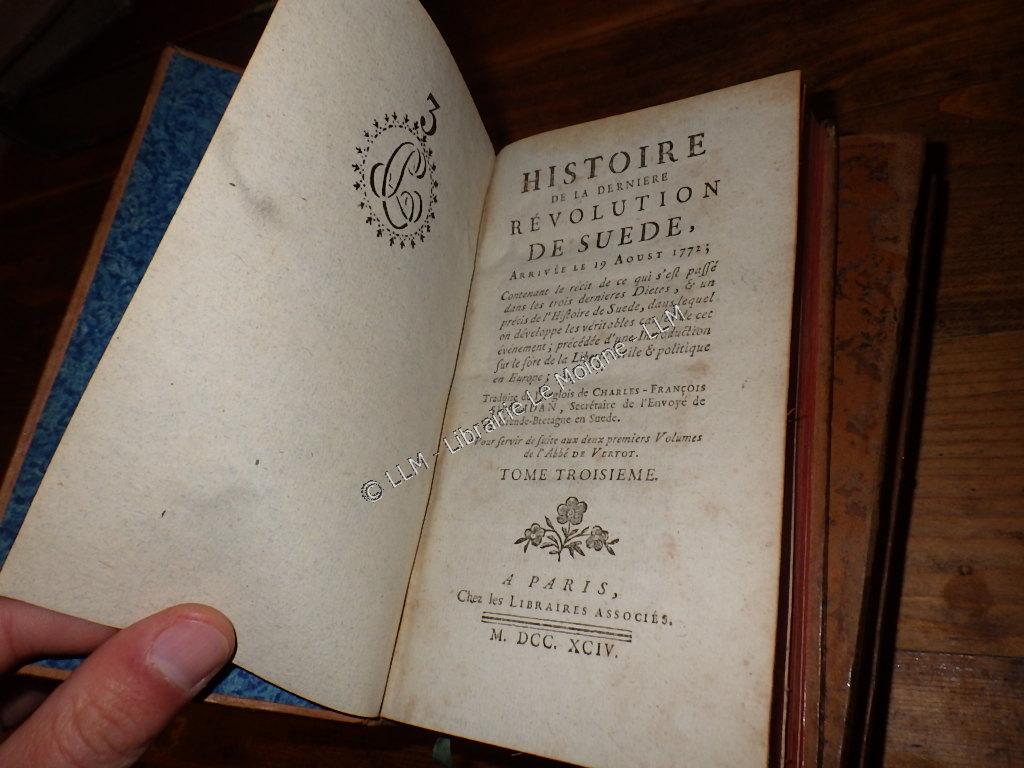 3
HISTOIRE
DE LA DERNIERE
RÉVOLUTION
DE SUEDE,
ARRIVÉE LE 19 AOUST 1772;
Contenant le récit de ce qui s'est passé
dans les trois dernieres Dietes, & un
précis de l'Histoire de Suede, dans lequel
on développe les véritables de cet
événement; précédée d'une Introduction
sur le sort de la civile & politique
en Europe;
Traduite de CHARLES-FRANÇOIS
Secrétaire de l'Envoyé de
Bretagne en Suede.
Pour servir de suite aux deux premiers Volumes
de l'Abbé DE VERTOT.
TOME TROISIEME.
A PARIS,
Chez les LIBRAIRES ASSOCIÉS.
M. DCC. XCIV.
© LLM - Librairie Le Moigne - LLM